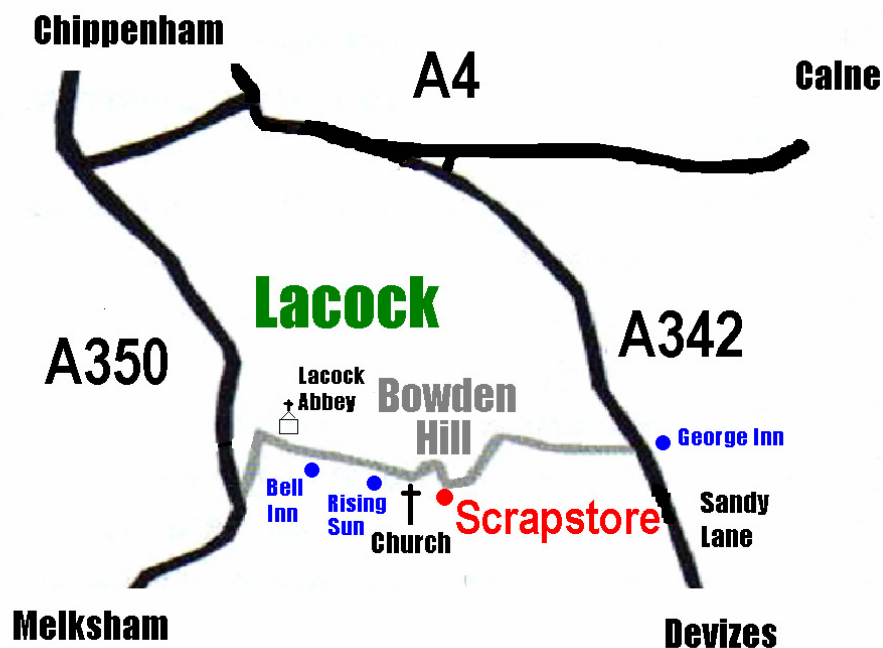 Chippenham
A4
Calne
Lacock
A350
A342
Lacock
Abbey
Bowden
Hill
George Inn
Bell
Inn
Rising
Sun
Church
Scrapstore
Sandy
Lane
Melksham
Devizes